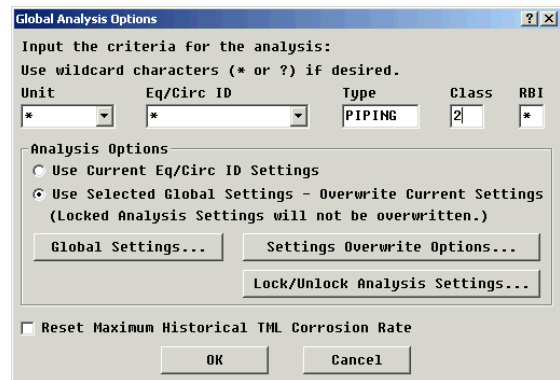 Global Analysis Options
Input the criteria for the analysis:
Use wildcard characters (* or ?) if desired.
Unit Eq/Circ ID Type Class RBI
* * PIPING 2 *
Analysis Options
Use Current Eq/Circ ID Settings
Use Selected Global Settings - Overwrite Current Settings
(Locked Analysis Settings will not be overwritten.)
Global Settings... Settings Overwrite Options...
Lock/Unlock Analysis Settings...
Reset Maximum Historical TML Corrosion Rate
OK Cancel